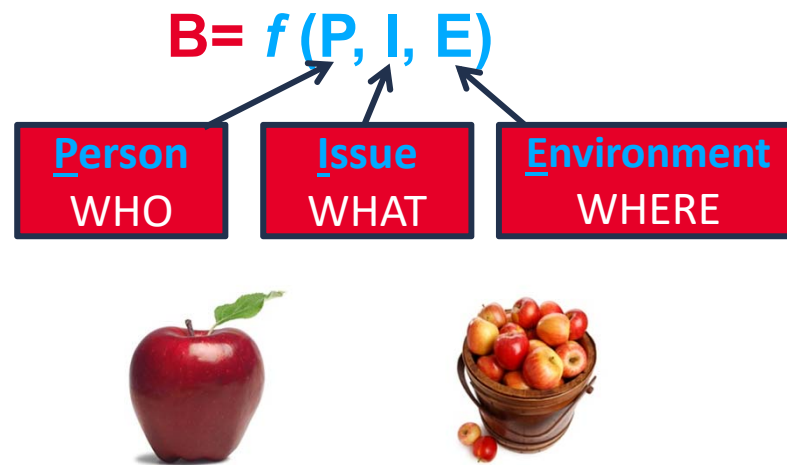 B= f (P, I, E)
Person Issue Environment
WHO WHAT WHERE